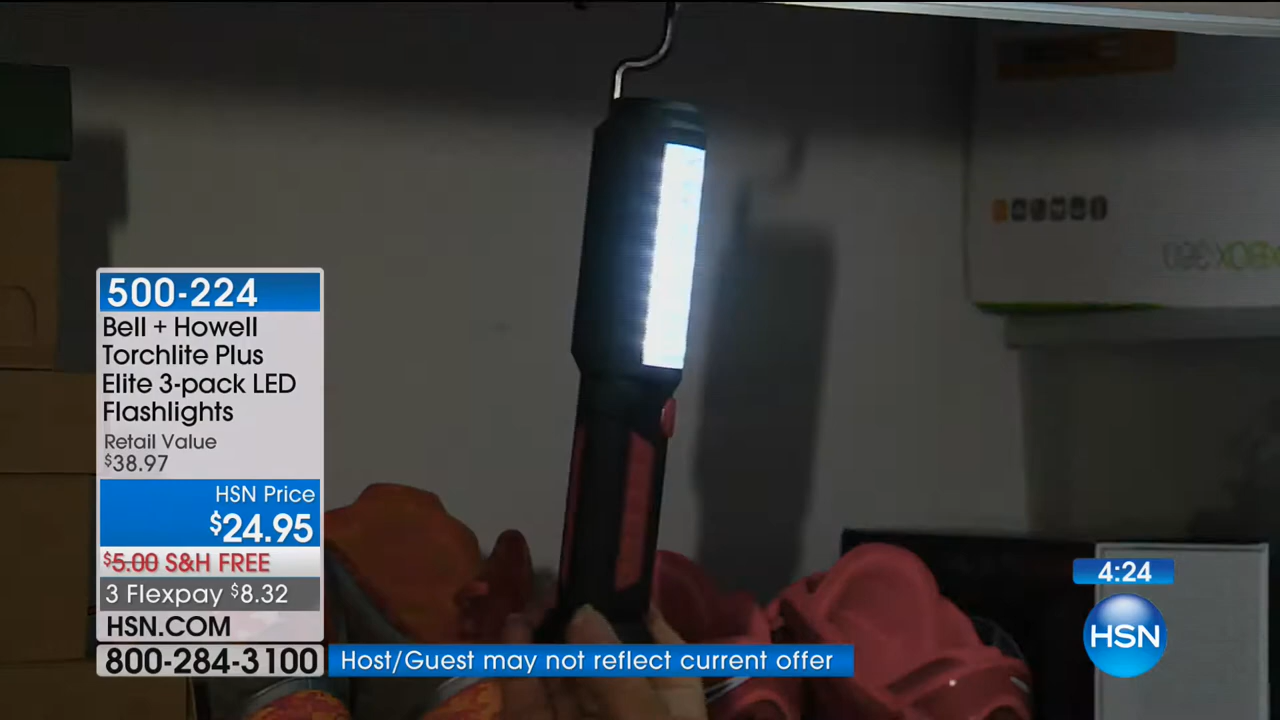 500-224
Bell + Howell
Torchlite Plus
Elite 3-pack LED
Flashlights
Retail Value
$38.97
HSN Price
$24.95
$5.00 S&H FREE
3 Flexpay $8.32
HSN.COM
800-284-3100
Host/Guest may not reflect current offer
4:24
HSN
XBOX 360